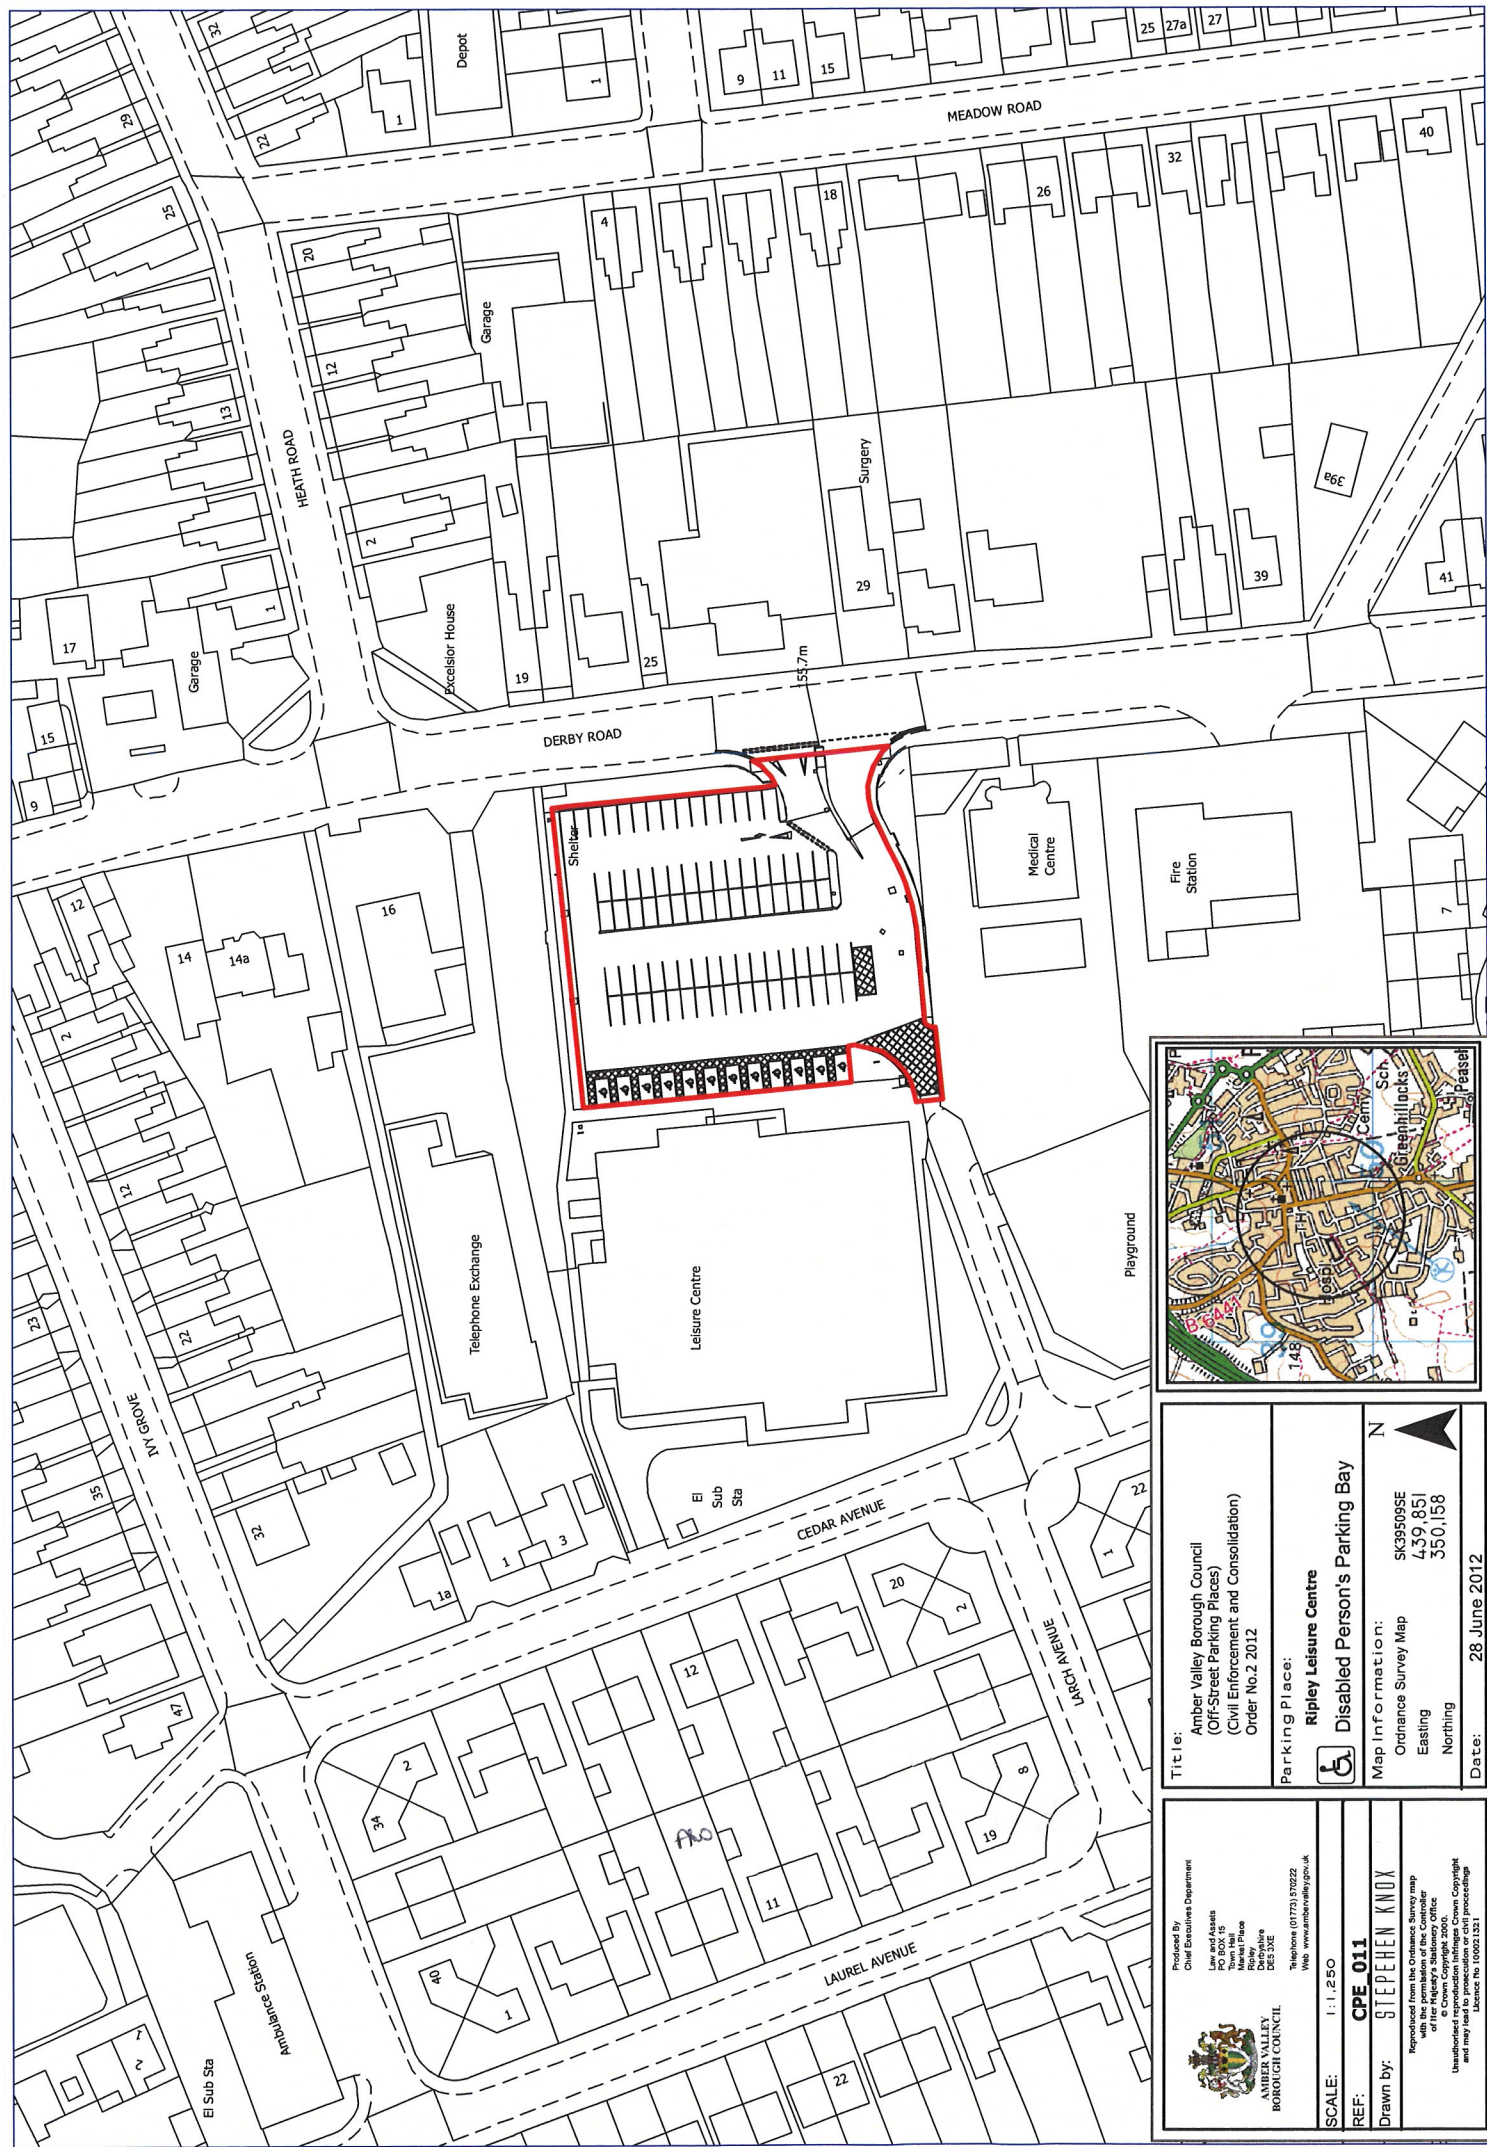 32
29
22
1
Depot
1
9
11
15
25
27a
27
MEADOW ROAD
25
20
4
18
26
32
40
Garage
12
13
HEATH ROAD
2
Surgery
39a
17
Garage
1
Excelsior House
19
25
29
39
41
15
9
DERBY ROAD
55.7m
12
2
14
14a
16
Shelter
Medical
Centre
Fire
Station
7
1a
12
22
23
Telephone Exchange
Leisure Centre
Playground
IVY GROVE
35
32
1a
1
3
El
Sub
Sta
CEDAR AVENUE
20
2
22
1
LARCH AVENUE
47
12
2
34
8
19
11
40
1
LAUREL AVENUE
22
Ambulance Station
El Sub Sta
1
2
B 6441
148
Hospl
TH
Cemy
Sch
Greenhillocks
Peasel
Title:
Amber Valley Borough Council
(Off-Street Parking Places)
(Civil Enforcement and Consolidation)
Order No.2 2012
Parking Place:
Ripley Leisure Centre
Disabled Person's Parking Bay
Map Information:
N
Ordnance Survey Map SK39509SE
Easting 439,851
Northing 350,158
Date: 28 June 2012
Produced By
Chief Executives Department
Law and Assets
PO BOX 15
Town Hall
Market Place
Ripley
Derbyshire
DE5 3XE
Telephone (01773) 570222
Web www.ambervalley.gov.uk
AMBER VALLEY
BOROUGH COUNCIL
SCALE: 1:1,250
REF: CPE_011
Drawn by: STEPEHEN KNOX
Reproduced from the Ordnance Survey map
with the permission of the Controller
of Her Majesty's Stationery Office
© Crown Copyright 2000.
Unauthorised reproduction infringes Crown Copyright
and may lead to prosecution or civil proceedings
Licence No 100021321